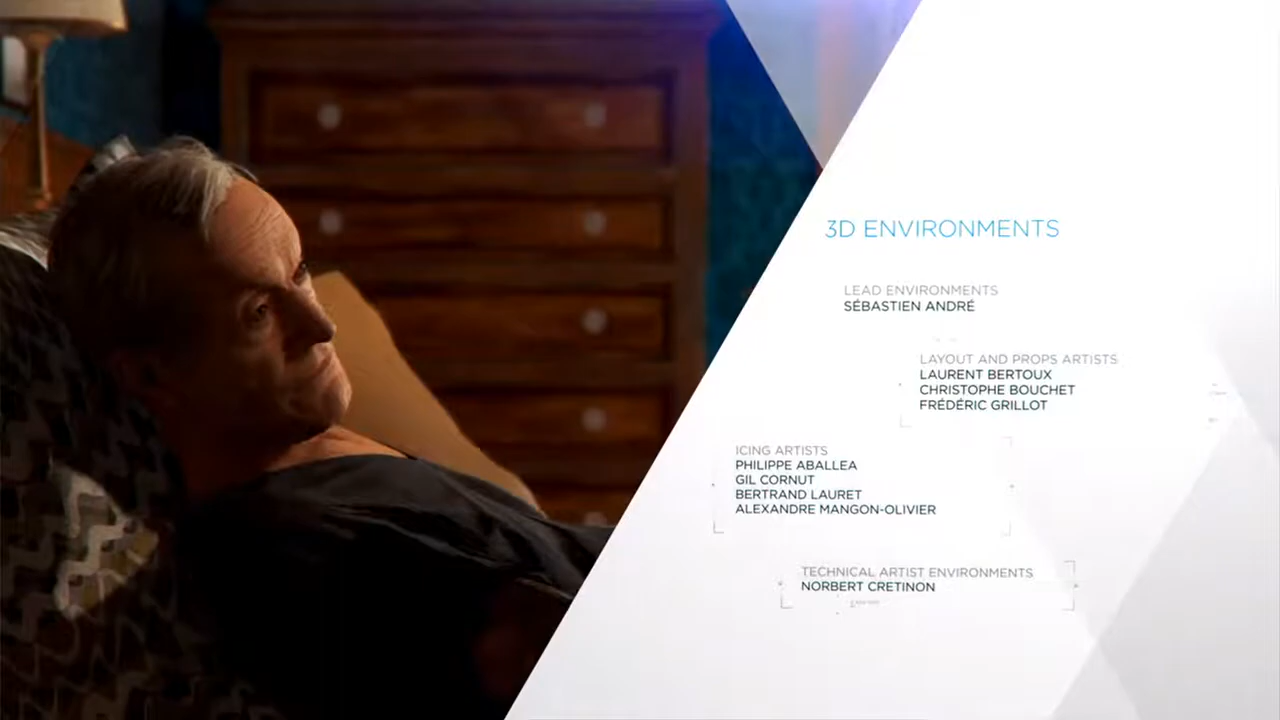 3D ENVIRONMENTS
LEAD ENVIRONMENTS
SÉBASTIEN ANDRÉ
LAYOUT AND PROPS ARTISTS
LAURENT BERTOUX
CHRISTOPHE BOUCHET
FRÉDÉRIC GRILLOT
ICING ARTISTS
PHILIPPE ABALLEA
GIL CORNUT
BERTRAND LAURET
ALEXANDRE MANGON-OLIVIER
TECHNICAL ARTIST ENVIRONMENTS
NORBERT CRETINON